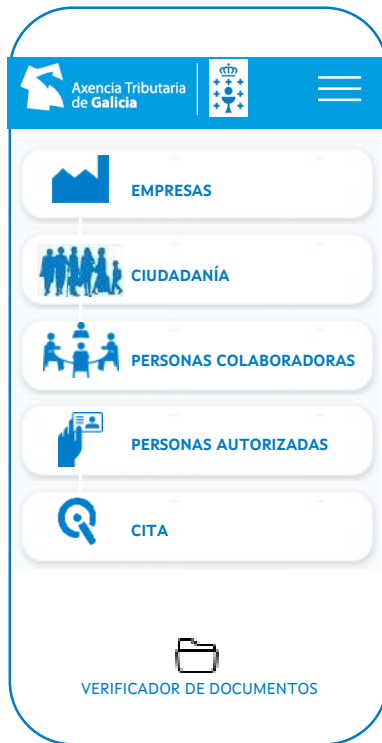 Axencia Tributaria
de Galicia
EMPRESAS
CIUDADANÍA
PERSONAS COLABORADORAS
PERSONAS AUTORIZADAS
CITA
VERIFICADOR DE DOCUMENTOS